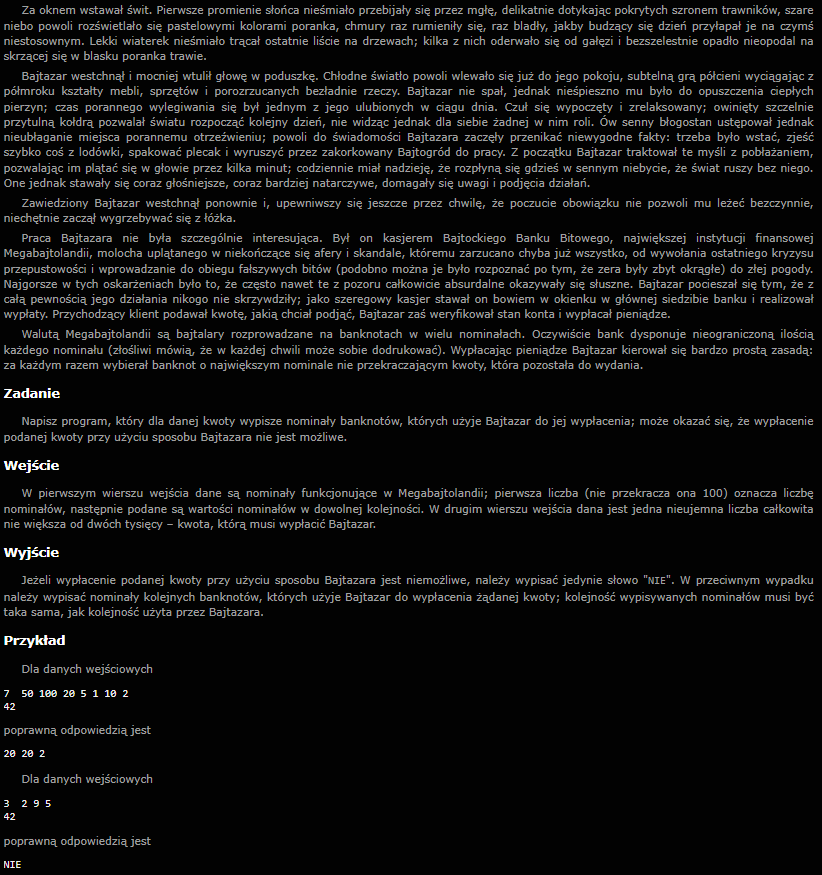 Za oknem wstawał świt. Pierwsze promienie słońca nieśmiało przebijały się przez mgłę, delikatnie dotykając pokrytych szronem trawników, szare
niebo powoli rozświetlało się pastelowymi kolorami poranka, chmury raz rumieniły się, raz bladły, jakby budzący się dzień przyłapał je na czymś
niestosownym. Lekki wiaterek nieśmiało trącał ostatnie liście na drzewach; kilka z nich oderwało się od gałęzi i bezszelestnie opadło nieopodal na
skrzącej się w blasku poranka trawie.
Bajtazar westchnął i mocniej wtulił głowę w poduszkę. Chłodne światło powoli wlewało się już do jego pokoju, subtelną grą półcieni wyciągając z
półmroku kształty mebli, sprzętów i porozrzucanych bezładnie rzeczy. Bajtazar nie spał, jednak nieśpieszno mu było do opuszczenia ciepłych
pierzyn; czas porannego wylegiwania się był jednym z jego ulubionych w ciągu dnia. Czuł się wypoczęty i zrelaksowany; owinięty szczelnie
przytulną kołdrą pozwalał światu rozpocząć kolejny dzień, nie widząc jednak dla siebie żadnej w nim roli. Ów senny błogostan ustępował jednak
nieubłaganie miejsca porannemu otrzeźwieniu; powoli do świadomości Bajtazara zaczęły przenikać niewygodne fakty: trzeba było wstać, zjeść
szybko coś z lodówki, spakować plecak i wyruszyć przez zakorkowany Bajtogród do pracy. Z początku Bajtazar traktował te myśli z pobłażaniem,
pozwalając im plątać się w głowie przez kilka minut; codziennie miał nadzieję, że rozpłyną się gdzieś w sennym niebycie, że świat ruszy bez niego.
One jednak stawały się coraz głośniejsze, coraz bardziej natarczywe, domagały się uwagi i podjęcia działań.
Zawiedziony Bajtazar westchnął ponownie i, upewniwszy się jeszcze przez chwilę, że poczucie obowiązku nie pozwoli mu leżeć bezczynnie,
niechętnie zaczął wygrzebywać się z łóżka.
Praca Bajtazara nie była szczególnie interesująca. Był on kasjerem Bajtockiego Banku Bitowego, największej instytucji finansowej
Megabajtolandii, molocha uplątanego w niekończące się afery i skandale, któremu zarzucano chyba już wszystko, od wywołania ostatniego kryzysu
przepustowości i wprowadzanie do obiegu fałszywych bitów (podobno można je było rozpoznać po tym, że zera były zbyt okrągłe) do złej pogody.
Najgorsze w tych oskarżeniach było to, że często nawet te z pozoru całkowicie absurdalne okazywały się słuszne. Bajtazar pocieszał się tym, że z
całą pewnością jego działania nikogo nie skrzywdziły; jako szeregowy kasjer stawał on bowiem w okienku w głównej siedzibie banku i realizował
wypłaty. Przychodzący klient podawał kwotę, jaką chciał podjąć, Bajtazar zaś weryfikował stan konta i wypłacał pieniądze.
Walutą Megabajtolandii są bajtalary rozprowadzane na banknotach w wielu nominałach. Oczywiście bank dysponuje nieograniczoną ilością
każdego nominału (złośliwi mówią, że w każdej chwili może sobie dodrukować). Wypłacając pieniądze Bajtazar kierował się bardzo prostą zasadą:
za każdym razem wybierał banknot o największym nominale nie przekraczającym kwoty, która pozostała do wydania.
Zadanie
Napisz program, który dla danej kwoty wypisze nominały banknotów, których użyje Bajtazar do jej wypłacenia; może okazać się, że wypłacenie
podanej kwoty przy użyciu sposobu Bajtazara nie jest możliwe.
Wejście
W pierwszym wierszu wejścia dane są nominały funkcjonujące w Megabajtolandii; pierwsza liczba (nie przekracza ona 100) oznacza liczbę
nominałów, następnie podane są wartości nominałów w dowolnej kolejności. W drugim wierszu wejścia dana jest jedna nieujemna liczba całkowita
nie większa od dwóch tysięcy – kwota, którą musi wypłacić Bajtazar.
Wyjście
Jeżeli wypłacenie podanej kwoty przy użyciu sposobu Bajtazara jest niemożliwe, należy wypisać jedynie słowo "NIE". W przeciwnym wypadku
należy wypisać nominały kolejnych banknotów, których użyje Bajtazar do wypłacenia żądanej kwoty; kolejność wypisywanych nominałów musi być
taka sama, jak kolejność użyta przez Bajtazara.
Przykład
Dla danych wejściowych
7  50 100 20 5 1 10 2
42
poprawną odpowiedzią jest
20 20 2
Dla danych wejściowych
3  2 9 5
42
poprawną odpowiedzią jest
NIE